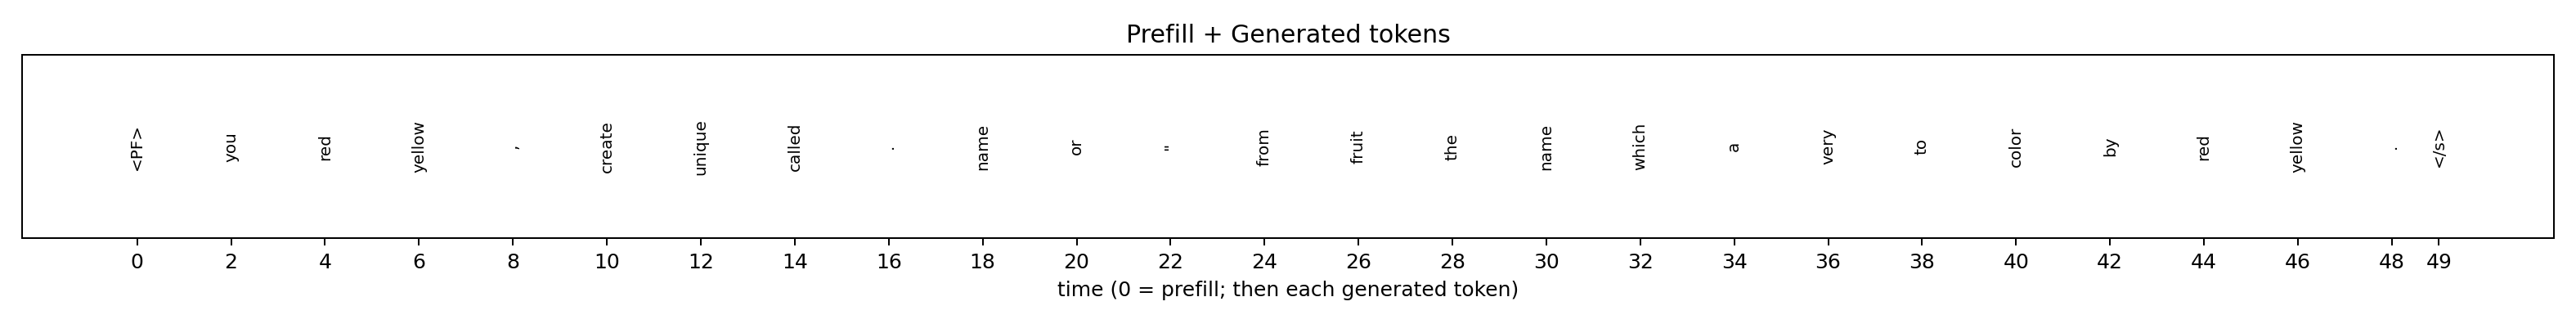 Prefill + Generated tokens
<PF> you red yellow , create unique called . name or " from fruit the name which a very to color by red yellow . </s>
0 2 4 6 8 10 12 14 16 18 20 22 24 26 28 30 32 34 36 38 40 42 44 46 48 49
time (0 = prefill; then each generated token)